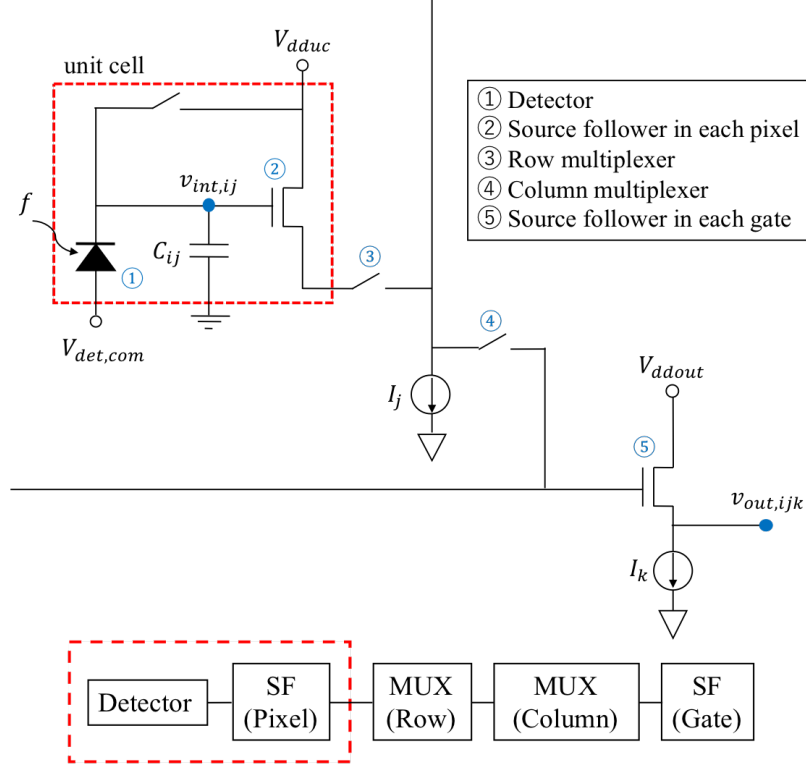 V_dduc
unit cell
① Detector
② Source follower in each pixel
③ Row multiplexer
④ Column multiplexer
⑤ Source follower in each gate
②
v_int,ij
f
③
C_ij
①
④
V_det,com
V_ddout
I_j
⑤
v_out,ijk
I_k
Detector
SF
(Pixel)
MUX
(Row)
MUX
(Column)
SF
(Gate)